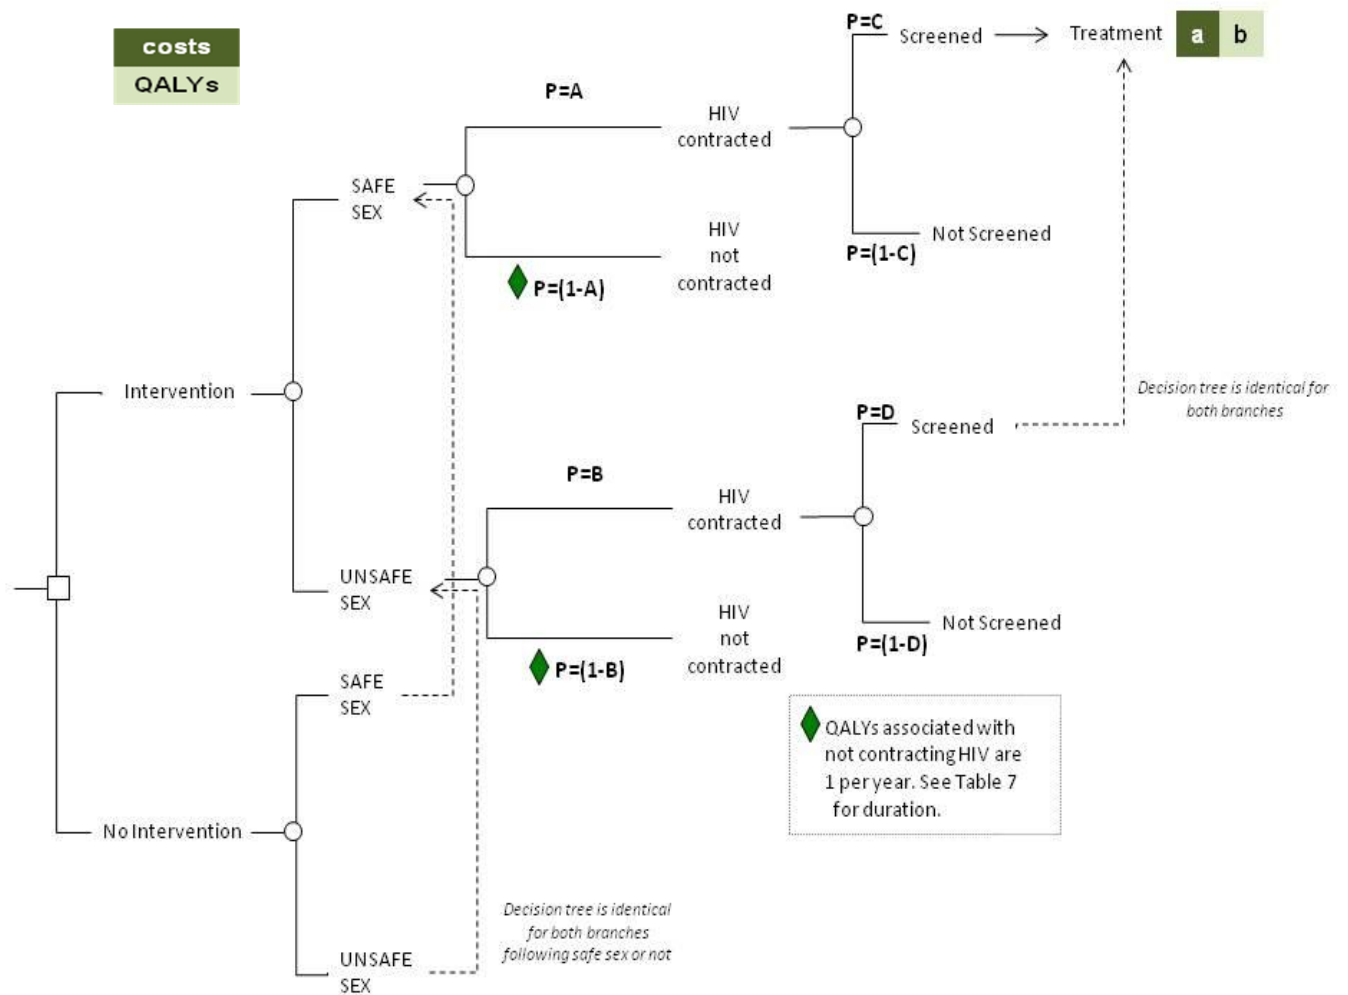 costs
QALYs
P=C
Screened
Treatment
a
b
P=A
HIV
contracted
SAFE
SEX
HIV
not
contracted
Not Screened
P=(1-C)
P=(1-A)
Intervention
Decision tree is identical for
both branches
P=D
Screened
P=B
HIV
contracted
UNSAFE
SEX
HIV
not
contracted
Not Screened
P=(1-D)
P=(1-B)
SAFE
SEX
QALYs associated with
not contracting HIV are
1 per year. See Table 7
for duration.
No Intervention
Decision tree is identical
for both branches
following safe sex or not
UNSAFE
SEX